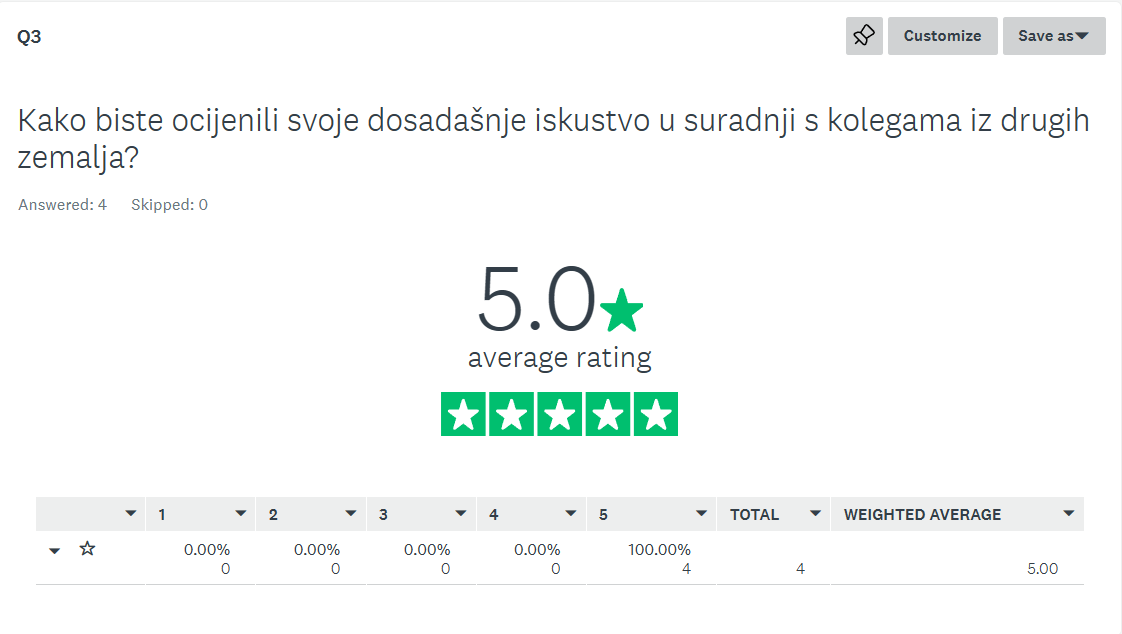 Q3
Customize
Save as
Kako biste ocijenili svoje dosadašnje iskustvo u suradnji s kolegama iz drugih
zemalja?
Answered: 4 Skipped: 0
5.0
average rating
1 2 3 4 5 TOTAL WEIGHTED AVERAGE
0.00% 0.00% 0.00% 0.00% 100.00%
0 0 0 0 4 4 5.00